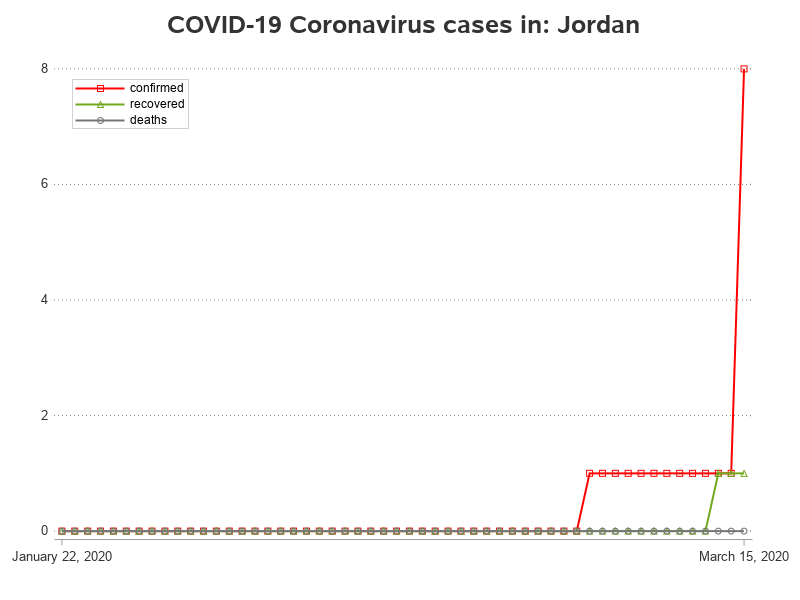 COVID-19 Coronavirus cases in: Jordan
8
confirmed
recovered
deaths
6
4
2
0
January 22, 2020
March 15, 2020